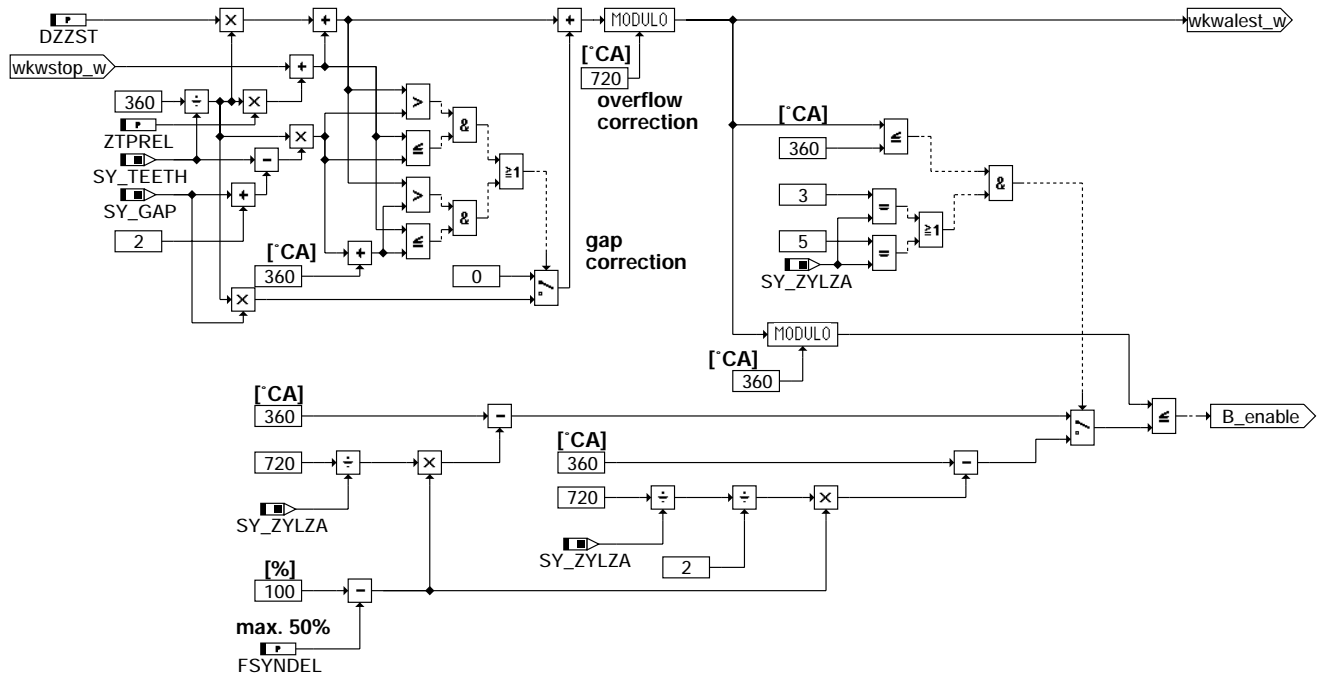 DZZST
wkwstop_w
360
ZTPREL
SY_TEETH
SY_GAP
2
[°CA]
360
0
gap
correction
MODULO
[°CA]
720
overflow
correction
wkwalest_w
[°CA]
360
3
5
SY_ZYLZA
MODULO
[°CA]
360
[°CA]
360
720
SY_ZYLZA
[°CA]
360
720
SY_ZYLZA
2
B_enable
[%]
100
max. 50%
FSYNDEL
P
P
P
+
×
+
+
÷
×
×
−
+
+
×
>
≤
>
≤
&
&
≥1
≤
=
=
≥1
&
−
÷
×
−
÷
÷
×
−
≤